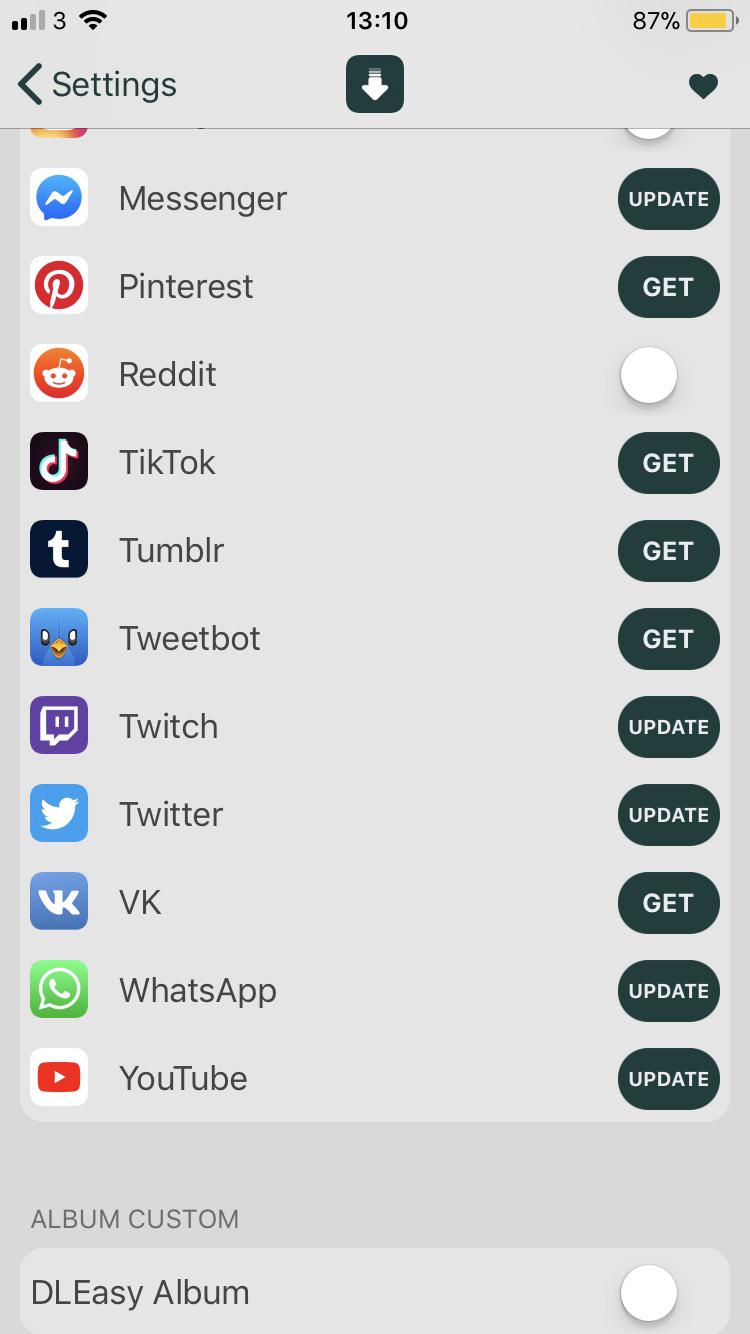 3 13:10 87%
Settings
Messenger UPDATE
Pinterest GET
Reddit
TikTok GET
Tumblr GET
Tweetbot GET
Twitch UPDATE
Twitter UPDATE
VK GET
WhatsApp UPDATE
YouTube UPDATE
ALBUM CUSTOM
DLEasy Album